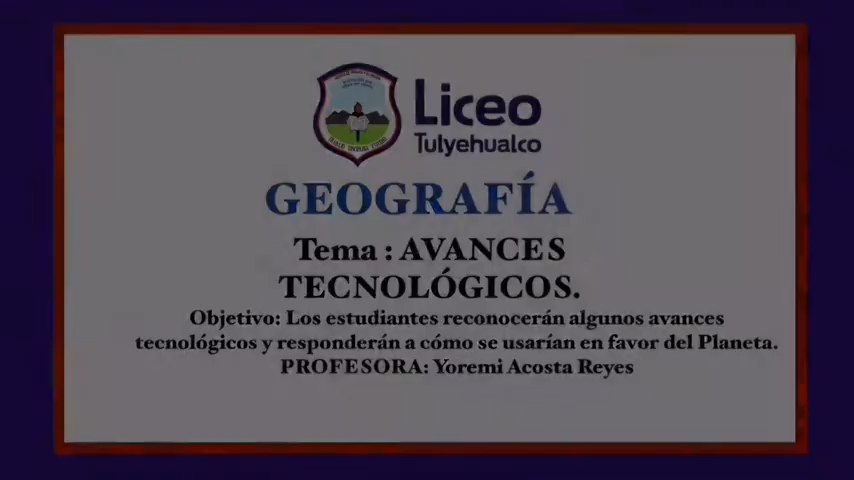 Liceo
Tulyehualco
GEOGRAFÍA
Tema : AVANCES
TECNOLÓGICOS.
Objetivo: Los estudiantes reconocerán algunos avances
tecnológicos y responderán a cómo se usarían en favor del Planeta.
PROFESORA: Yoremi Acosta Reyes